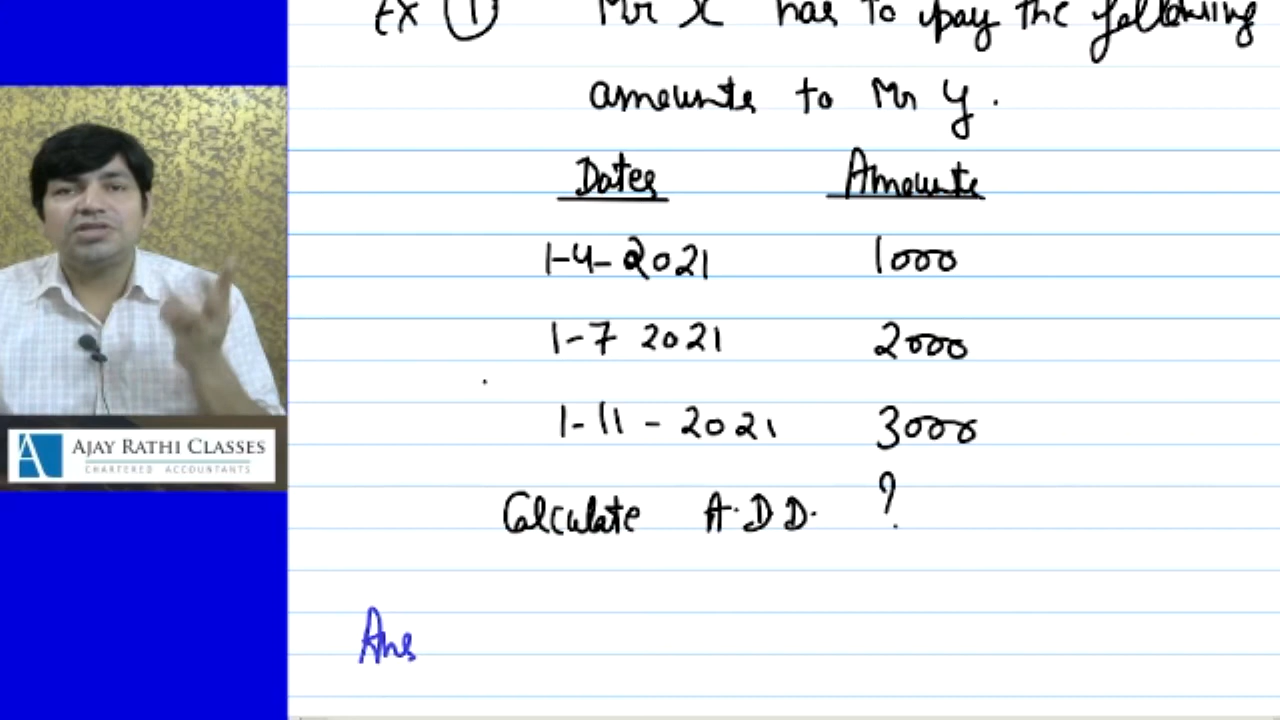 Ex ① Mr X has to pay the following
amounts to Mr Y.
Dates Amounts
1-4-2021 1000
1-7 2021 2000
1-11-2021 3000
Calculate A.D.D. ?
Ans
AJAY RATHI CLASSES
CHARTERED ACCOUNTANTS